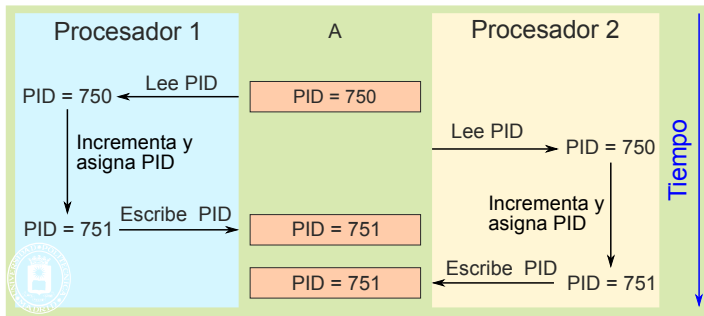 Procesador 1
A
Procesador 2
Lee PID
PID = 750
PID = 750
Lee PID
PID = 750
Incrementa y
asigna PID
Tiempo
Escribe PID
PID = 751
PID = 751
Incrementa y
asigna PID
Escribe PID
PID = 751
PID = 751